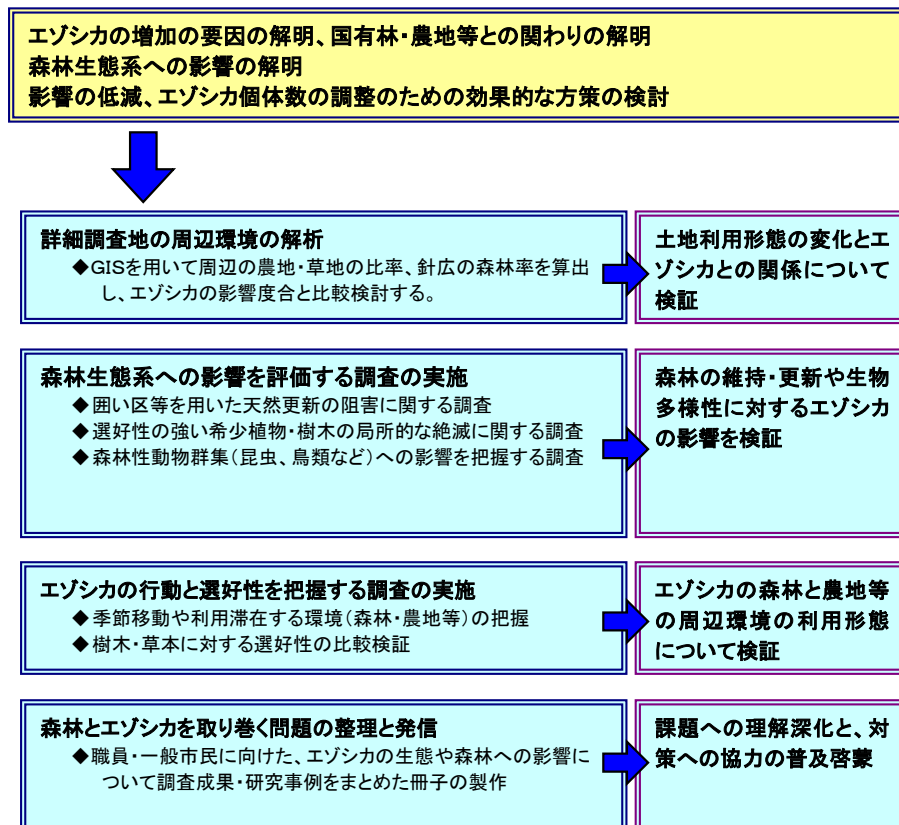 エゾシカの増加の要因の解明、国有林・農地等との関わりの解明
森林生態系への影響の解明
影響の低減、エゾシカ個体数の調整のための効果的な方策の検討
詳細調査地の周辺環境の解析
◆GISを用いて周辺の農地・草地の比率、針広の森林率を算出
し、エゾシカの影響度合と比較検討する。
土地利用形態の変化とエ
ゾシカとの関係について
検証
森林生態系への影響を評価する調査の実施
◆囲い区等を用いた天然更新の阻害に関する調査
◆選好性の強い希少植物・樹木の局所的な絶滅に関する調査
◆森林性動物群集(昆虫、鳥類など)への影響を把握する調査
森林の維持・更新や生物
多様性に対するエゾシカ
の影響を検証
エゾシカの行動と選好性を把握する調査の実施
◆季節移動や利用滞在する環境(森林・農地等)の把握
◆樹木・草本に対する選好性の比較検証
エゾシカの森林と農地等
の周辺環境の利用形態
について検証
森林とエゾシカを取り巻く問題の整理と発信
◆職員・一般市民に向けた、エゾシカの生態や森林への影響に
ついて調査成果・研究事例をまとめた冊子の製作
課題への理解深化と、対
策への協力の普及啓蒙